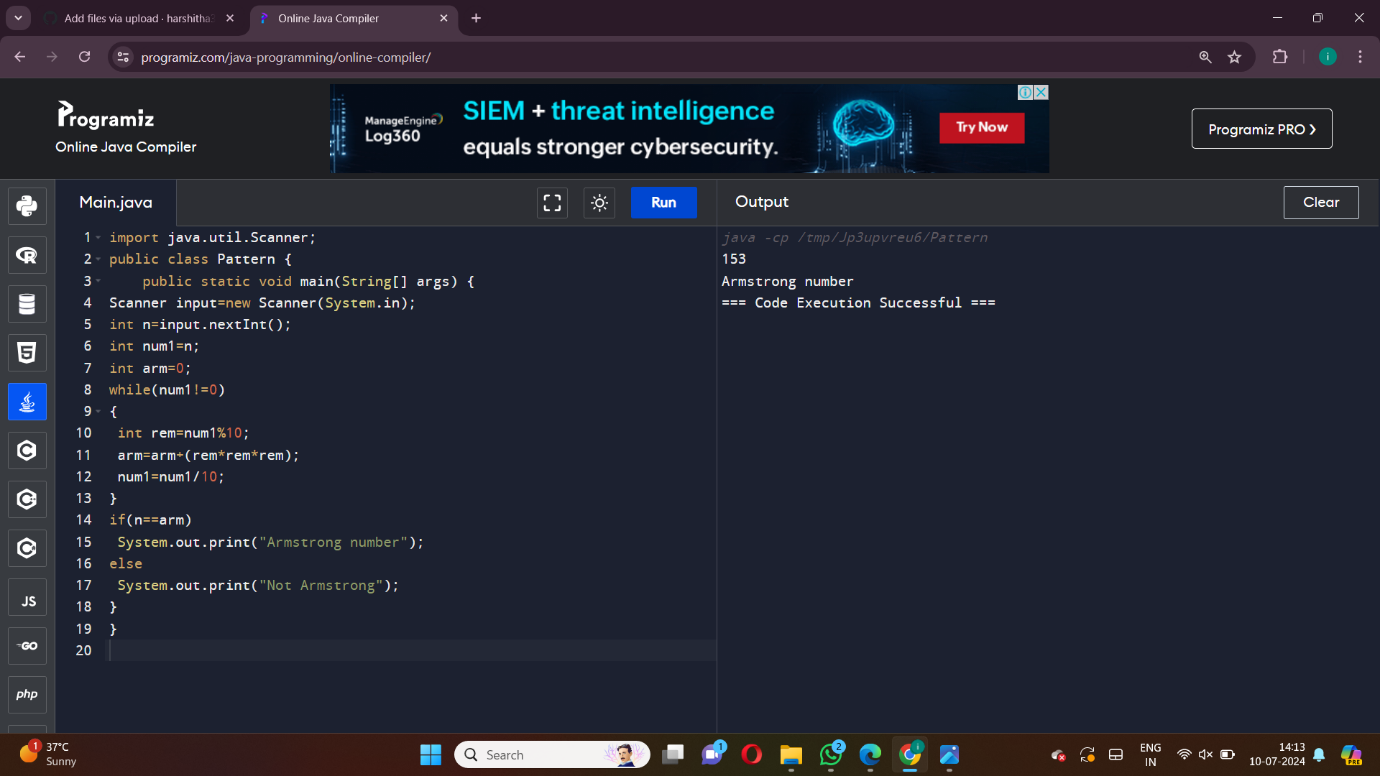 Add files via upload · harshitha
Online Java Compiler
programiz.com/java-programming/online-compiler/
i
Programiz
Online Java Compiler
ManageEngine
Log360
SIEM + threat intelligence
equals stronger cybersecurity.
Try Now
Programiz PRO
Main.java
Run
Output
Clear
1 import java.util.Scanner;
2 public class Pattern {
3     public static void main(String[] args) {
4 Scanner input=new Scanner(System.in);
5 int n=input.nextInt();
6 int num1=n;
7 int arm=0;
8 while(num1!=0)
9 {
10  int rem=num1%10;
11  arm=arm+(rem*rem*rem);
12  num1=num1/10;
13 }
14 if(n==arm)
15  System.out.print("Armstrong number");
16 else
17  System.out.print("Not Armstrong");
18 }
19 }
20
java -cp /tmp/Jp3upvreu6/Pattern
153
Armstrong number
=== Code Execution Successful ===
JS
GO
php
1
37°C
Sunny
Search
1
2
i
ENG
IN
14:13
10-07-2024
PRE